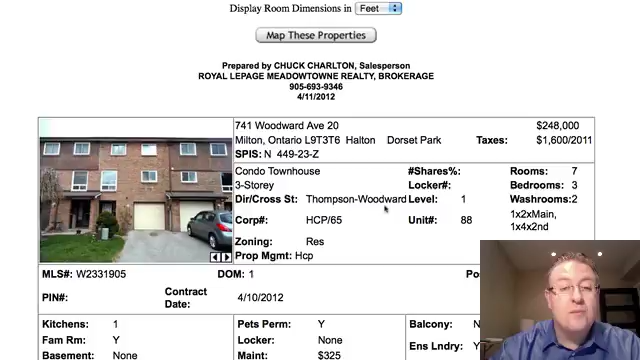 Display Room Dimensions in Feet
Map These Properties
Prepared by CHUCK CHARLTON, Salesperson
ROYAL LEPAGE MEADOWTOWNE REALTY, BROKERAGE
905-693-9346
4/11/2012
741 Woodward Ave 20 $248,000
Milton, Ontario L9T3T6 Halton Dorset Park Taxes: $1,600/2011
SPIS: N 449-23-Z
Condo Townhouse #Shares%: Rooms: 7
3-Storey Locker#: Bedrooms: 3
Dir/Cross St: Thompson-Woodward Level: 1 Washrooms:2
1x2xMain,
Corp#: HCP/65 Unit#: 88
1x4x2nd
Zoning: Res
Prop Mgmt: Hcp
MLS#: W2331905 DOM: 1
PIN#: Contract Date: 4/10/2012
Kitchens: 1 Pets Perm: Y Balcony:
Fam Rm: Y Locker: None Ens Lndry: Y
Basement: None Maint: $325